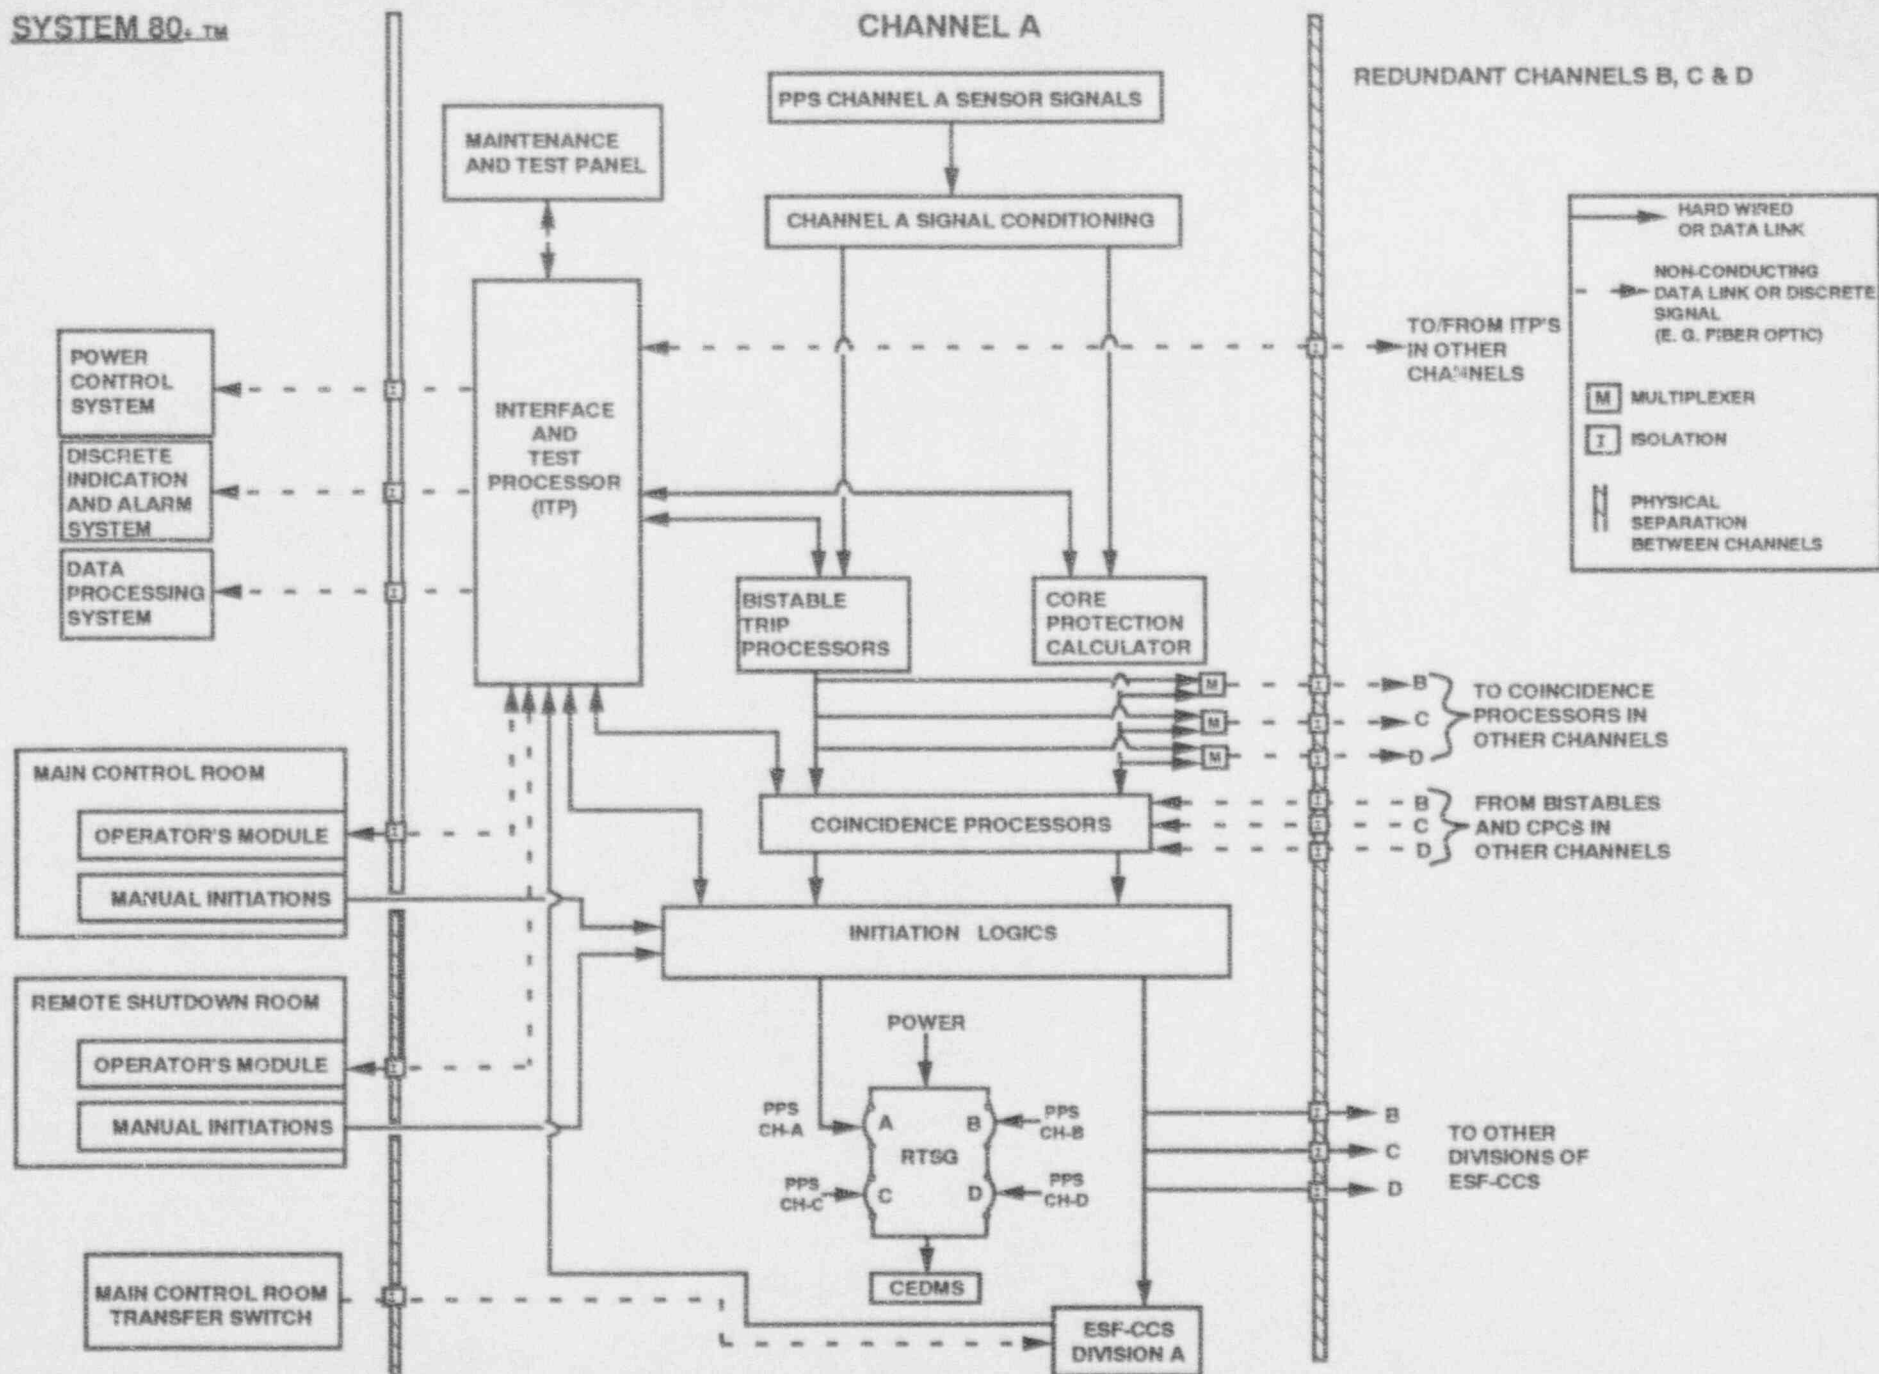 SYSTEM 80+ TM
CHANNEL A
REDUNDANT CHANNELS B, C & D
PPS CHANNEL A SENSOR SIGNALS
MAINTENANCE
AND TEST PANEL
CHANNEL A SIGNAL CONDITIONING
HARD WIRED
OR DATA LINK
NON-CONDUCTING
DATA LINK OR DISCRETE
SIGNAL
(E. G. FIBER OPTIC)
M MULTIPLEXER
I ISOLATION
PHYSICAL
SEPARATION
BETWEEN CHANNELS
TO/FROM ITP'S
IN OTHER
CHANNELS
I
POWER
CONTROL
SYSTEM
I
DISCRETE
INDICATION
AND ALARM
SYSTEM
I
DATA
PROCESSING
SYSTEM
I
INTERFACE
AND
TEST
PROCESSOR
(ITP)
BISTABLE
TRIP
PROCESSORS
CORE
PROTECTION
CALCULATOR
M I B
M I C
M I D
TO COINCIDENCE
PROCESSORS IN
OTHER CHANNELS
MAIN CONTROL ROOM
OPERATOR'S MODULE
I
MANUAL INITIATIONS
COINCIDENCE PROCESSORS
I B
I C
I D
FROM BISTABLES
AND CPCS IN
OTHER CHANNELS
INITIATION LOGICS
REMOTE SHUTDOWN ROOM
OPERATOR'S MODULE
I
MANUAL INITIATIONS
POWER
PPS
CH-A
A
B
PPS
CH-B
RTSG
PPS
CH-C
C
D
PPS
CH-D
CEDMS
I B
I C
I D
TO OTHER
DIVISIONS OF
ESF-CCS
MAIN CONTROL ROOM
TRANSFER SWITCH
I
ESF-CCS
DIVISION A